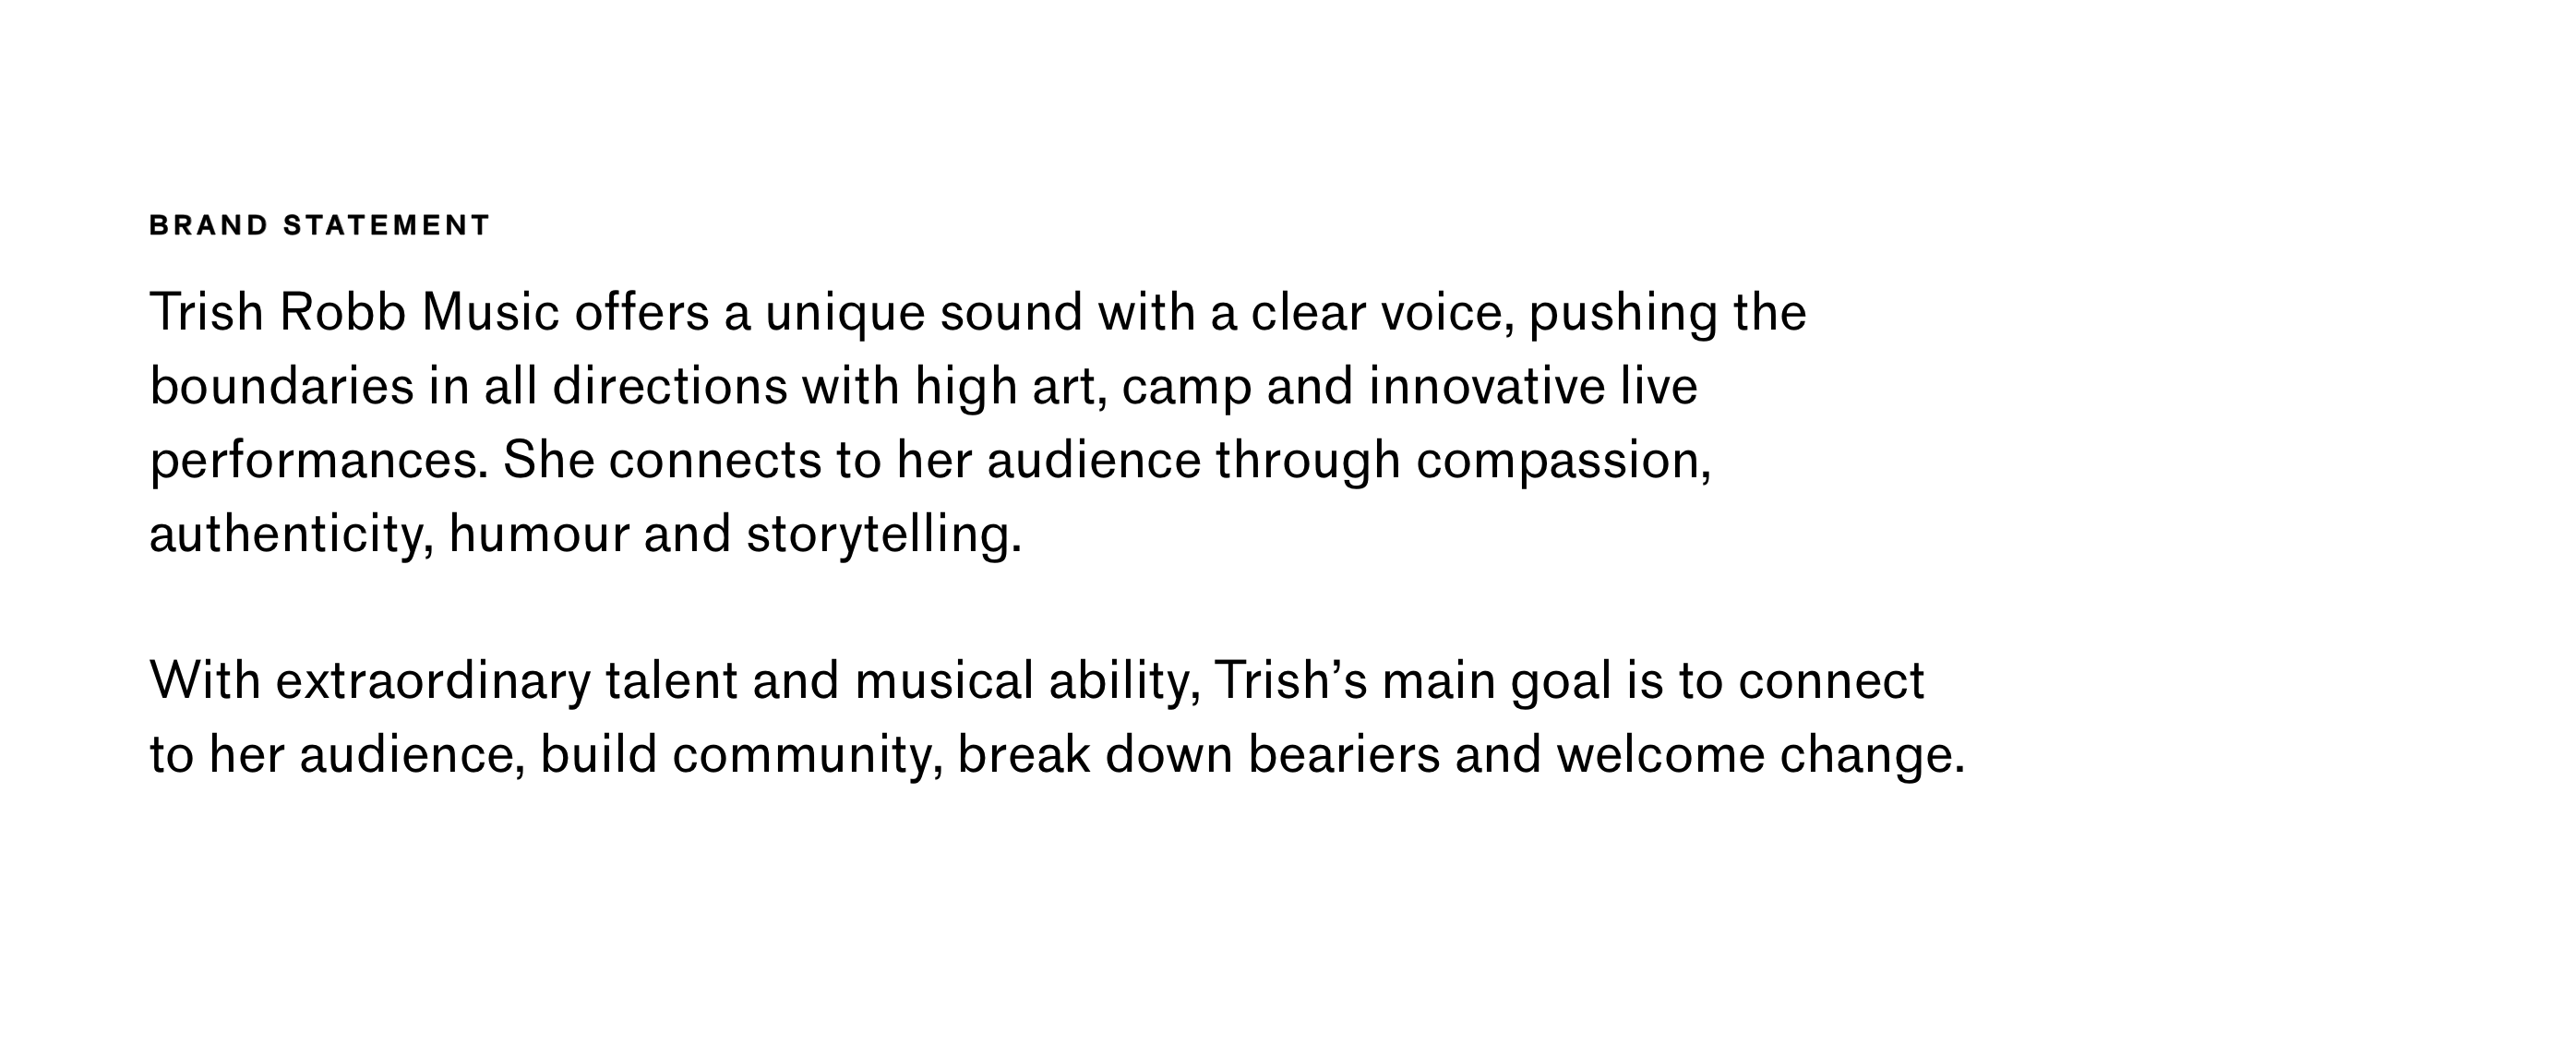 BRAND STATEMENT
Trish Robb Music offers a unique sound with a clear voice, pushing the
boundaries in all directions with high art, camp and innovative live
performances. She connects to her audience through compassion,
authenticity, humour and storytelling.
With extraordinary talent and musical ability, Trish’s main goal is to connect
to her audience, build community, break down beariers and welcome change.